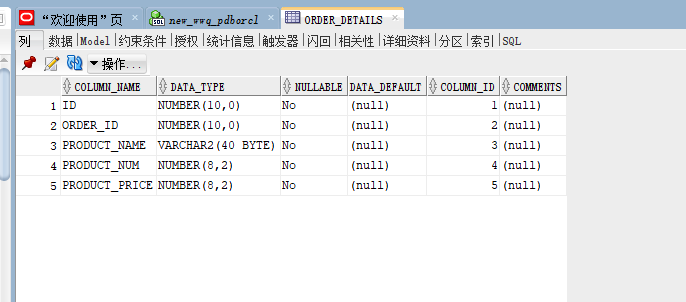 “欢迎使用”页 new_wwq_pdborcl ORDER_DETAILS
列 数据 Model 约束条件 授权 统计信息 触发器 闪回 相关性 详细资料 分区 索引 SQL
操作...
COLUMN_NAME DATA_TYPE NULLABLE DATA_DEFAULT COLUMN_ID COMMENTS
1 ID NUMBER(10,0) No (null) 1 (null)
2 ORDER_ID NUMBER(10,0) No (null) 2 (null)
3 PRODUCT_NAME VARCHAR2(40 BYTE) No (null) 3 (null)
4 PRODUCT_NUM NUMBER(8,2) No (null) 4 (null)
5 PRODUCT_PRICE NUMBER(8,2) No (null) 5 (null)